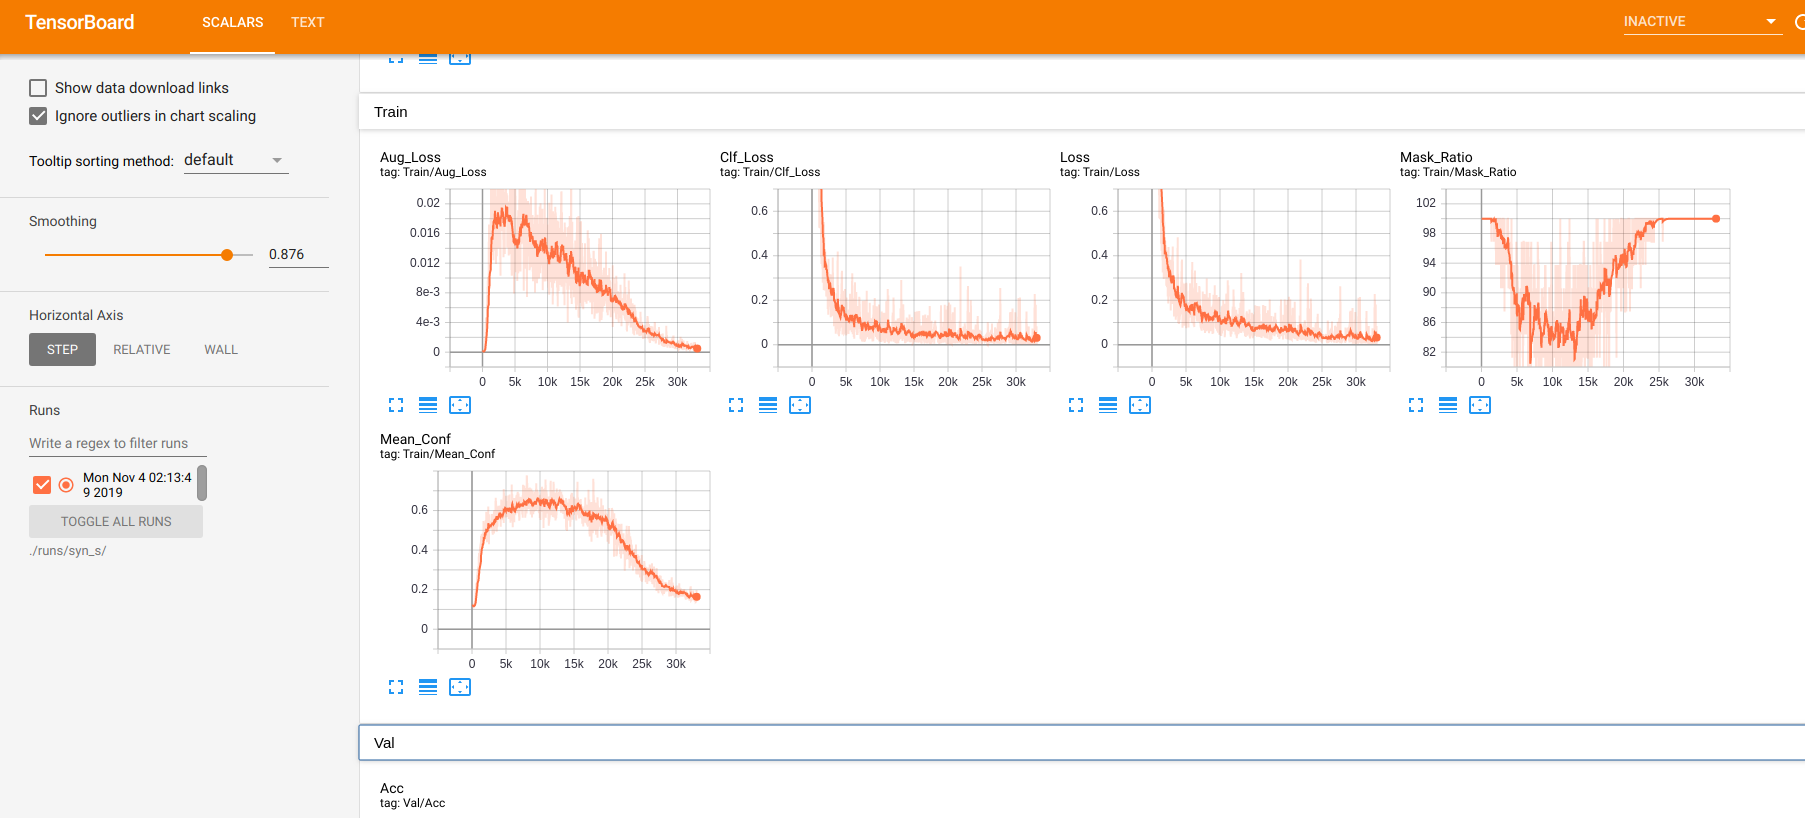 TensorBoard
SCALARS TEXT
INACTIVE
Show data download links
Ignore outliers in chart scaling
Tooltip sorting method: default
Smoothing
0.876
Horizontal Axis
STEP RELATIVE WALL
Runs
Write a regex to filter runs
Mon Nov 4 02:13:4
9 2019
TOGGLE ALL RUNS
./runs/syn_s/
Train
Aug_Loss
tag: Train/Aug_Loss
0.02
0.016
0.012
8e-3
4e-3
0
0 5k 10k 15k 20k 25k 30k
Clf_Loss
tag: Train/Clf_Loss
0.6
0.4
0.2
0
0 5k 10k 15k 20k 25k 30k
Loss
tag: Train/Loss
0.6
0.4
0.2
0
0 5k 10k 15k 20k 25k 30k
Mask_Ratio
tag: Train/Mask_Ratio
102
98
94
90
86
82
0 5k 10k 15k 20k 25k 30k
Mean_Conf
tag: Train/Mean_Conf
0.6
0.4
0.2
0
0 5k 10k 15k 20k 25k 30k
Val
Acc
tag: Val/Acc